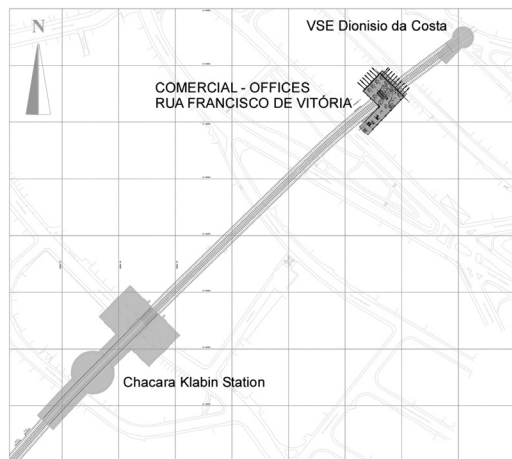 VSE Dionisio da Costa
N
COMERCIAL - OFFICES
RUA FRANCISCO DE VITÓRIA
Chacara Klabin Station